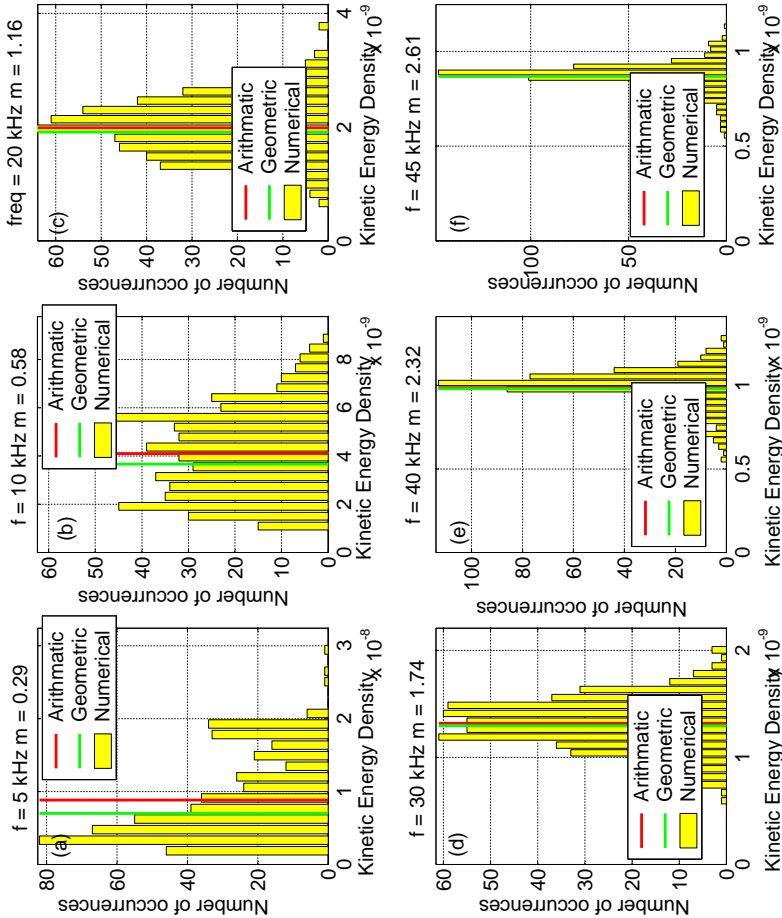 f = 5 kHz m = 0.29
(a)
Arithmatic
Geometric
Numerical
Number of occurrences
80
60
40
20
0
0 1 2 3
Kinetic Energy Density x 10^-8
f = 10 kHz m = 0.58
(b)
Arithmatic
Geometric
Numerical
Number of occurrences
60
50
40
30
20
10
0
0 2 4 6 8
Kinetic Energy Density x 10^-9
freq = 20 kHz m = 1.16
(c)
Arithmatic
Geometric
Numerical
Number of occurrences
60
50
40
30
20
10
0
0 2 4
Kinetic Energy Density x 10^-9
f = 30 kHz m = 1.74
(d)
Arithmatic
Geometric
Numerical
Number of occurrences
60
50
40
30
20
10
0
0 1 2
Kinetic Energy Density x 10^-9
f = 40 kHz m = 2.32
(e)
Arithmatic
Geometric
Numerical
Number of occurrences
100
80
60
40
20
0
0 0.5 1
Kinetic Energy Density x 10^-9
f = 45 kHz m = 2.61
(f)
Arithmatic
Geometric
Numerical
Number of occurrences
100
50
0
0 0.5 1
Kinetic Energy Density x 10^-9